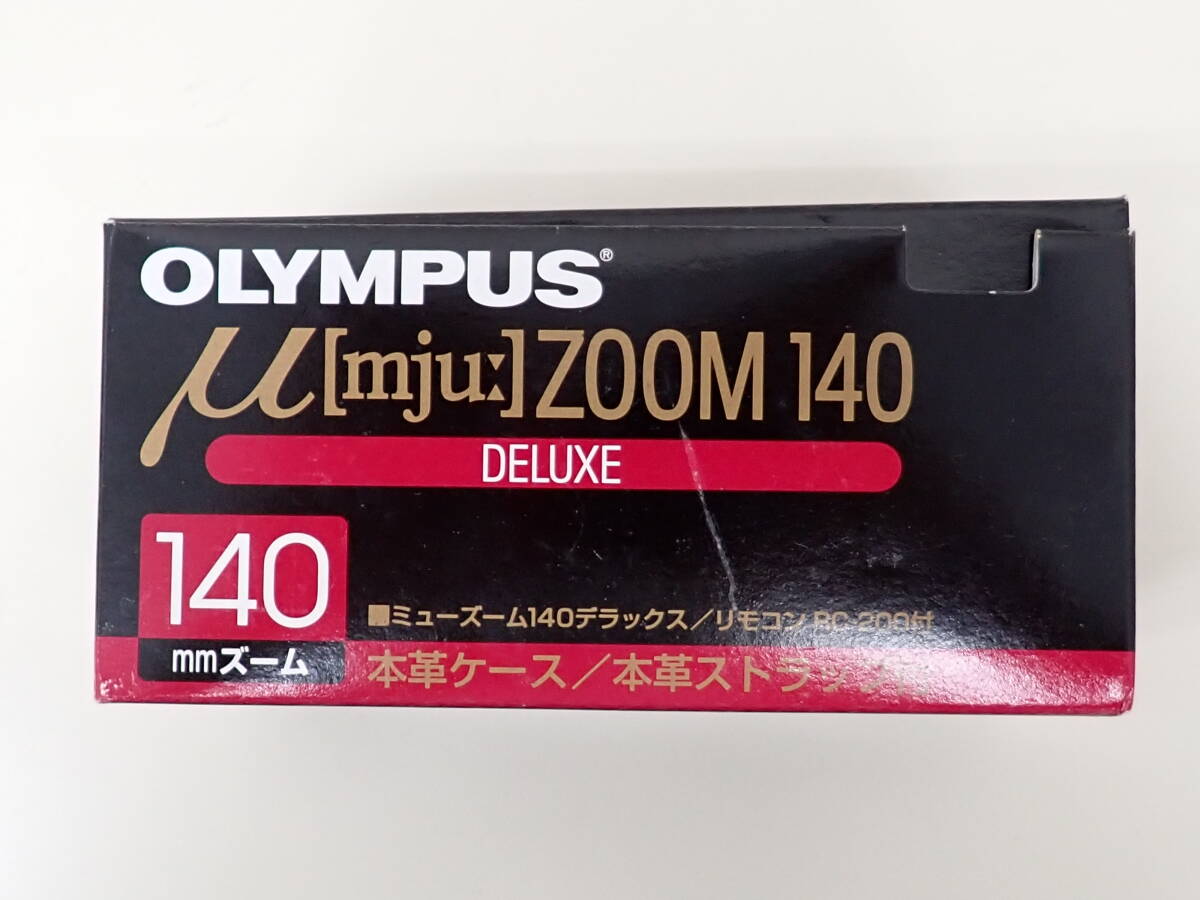 OLYMPUS®
μ[mju:]ZOOM 140
DELUXE
140
mmズーム
■ミューズーム140デラックス／リモコン RC-200付
本革ケース／本革ストラップ付